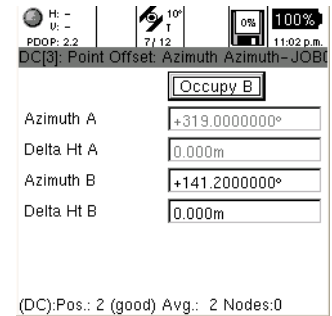 H: - 10° 0% 100%
V: - T
PDOP: 2.2 7/12 11:02 p.m.
DC[3]: Point Offset: Azimuth Azimuth-
Occupy B
Azimuth A +319.0000000°
Delta Ht A 0.000m
Azimuth B +141.2000000°
Delta Ht B 0.000m
(DC):Pos.: 2 (good) Avg.: 2 Nodes:0